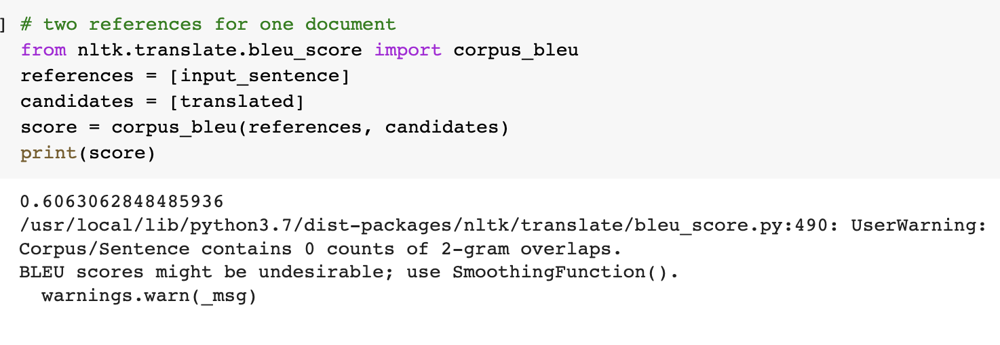 ] # two references for one document
from nltk.translate.bleu_score import corpus_bleu
references = [input_sentence]
candidates = [translated]
score = corpus_bleu(references, candidates)
print(score)
0.6063062848485936
/usr/local/lib/python3.7/dist-packages/nltk/translate/bleu_score.py:490: UserWarning:
Corpus/Sentence contains 0 counts of 2-gram overlaps.
BLEU scores might be undesirable; use SmoothingFunction().
  warnings.warn(_msg)